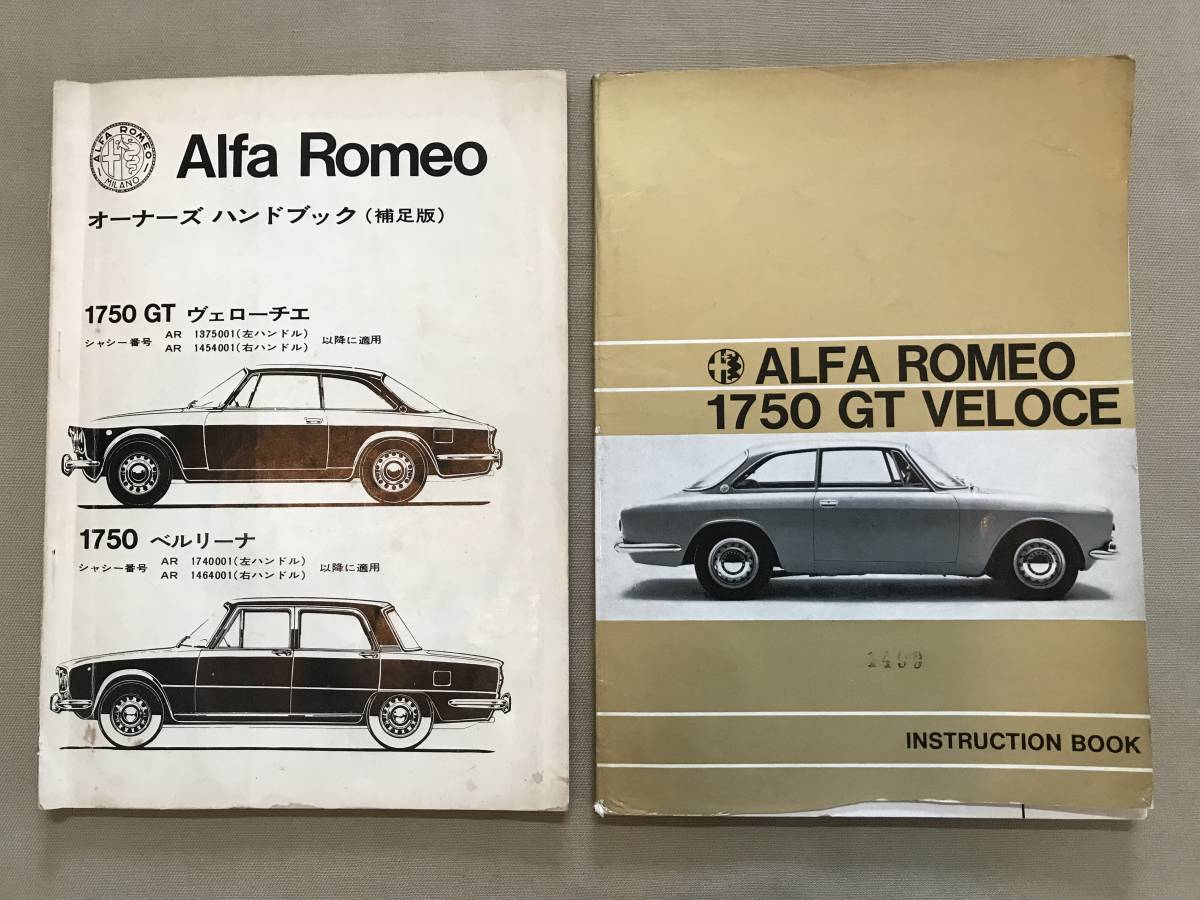 ALFA ROMEO
MILANO
Alfa Romeo
オーナーズ ハンドブック(補足版)
1750 GT ヴェローチエ
シャシー番号 AR 1375001(左ハンドル) 以降に適用
AR 1454001(右ハンドル)
1750 ベルリーナ
シャシー番号 AR 1740001(左ハンドル) 以降に適用
AR 1464001(右ハンドル)
ALFA ROMEO
1750 GT VELOCE
INSTRUCTION BOOK